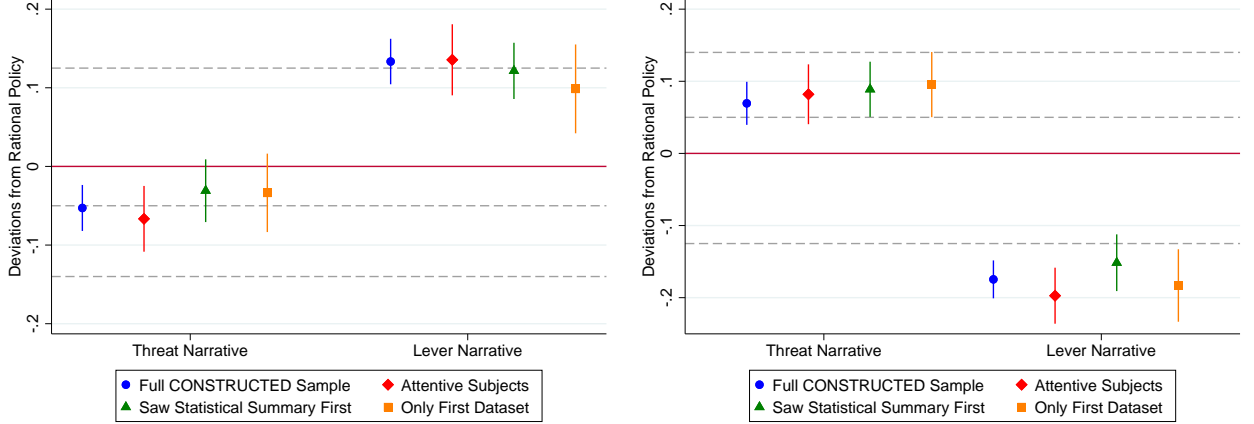 Deviations from Rational Policy
.2
.1
0
-.1
-.2
Threat Narrative Lever Narrative
Full CONSTRUCTED Sample Attentive Subjects
Saw Statistical Summary First Only First Dataset
Deviations from Rational Policy
.2
.1
0
-.1
-.2
Threat Narrative Lever Narrative
Full CONSTRUCTED Sample Attentive Subjects
Saw Statistical Summary First Only First Dataset